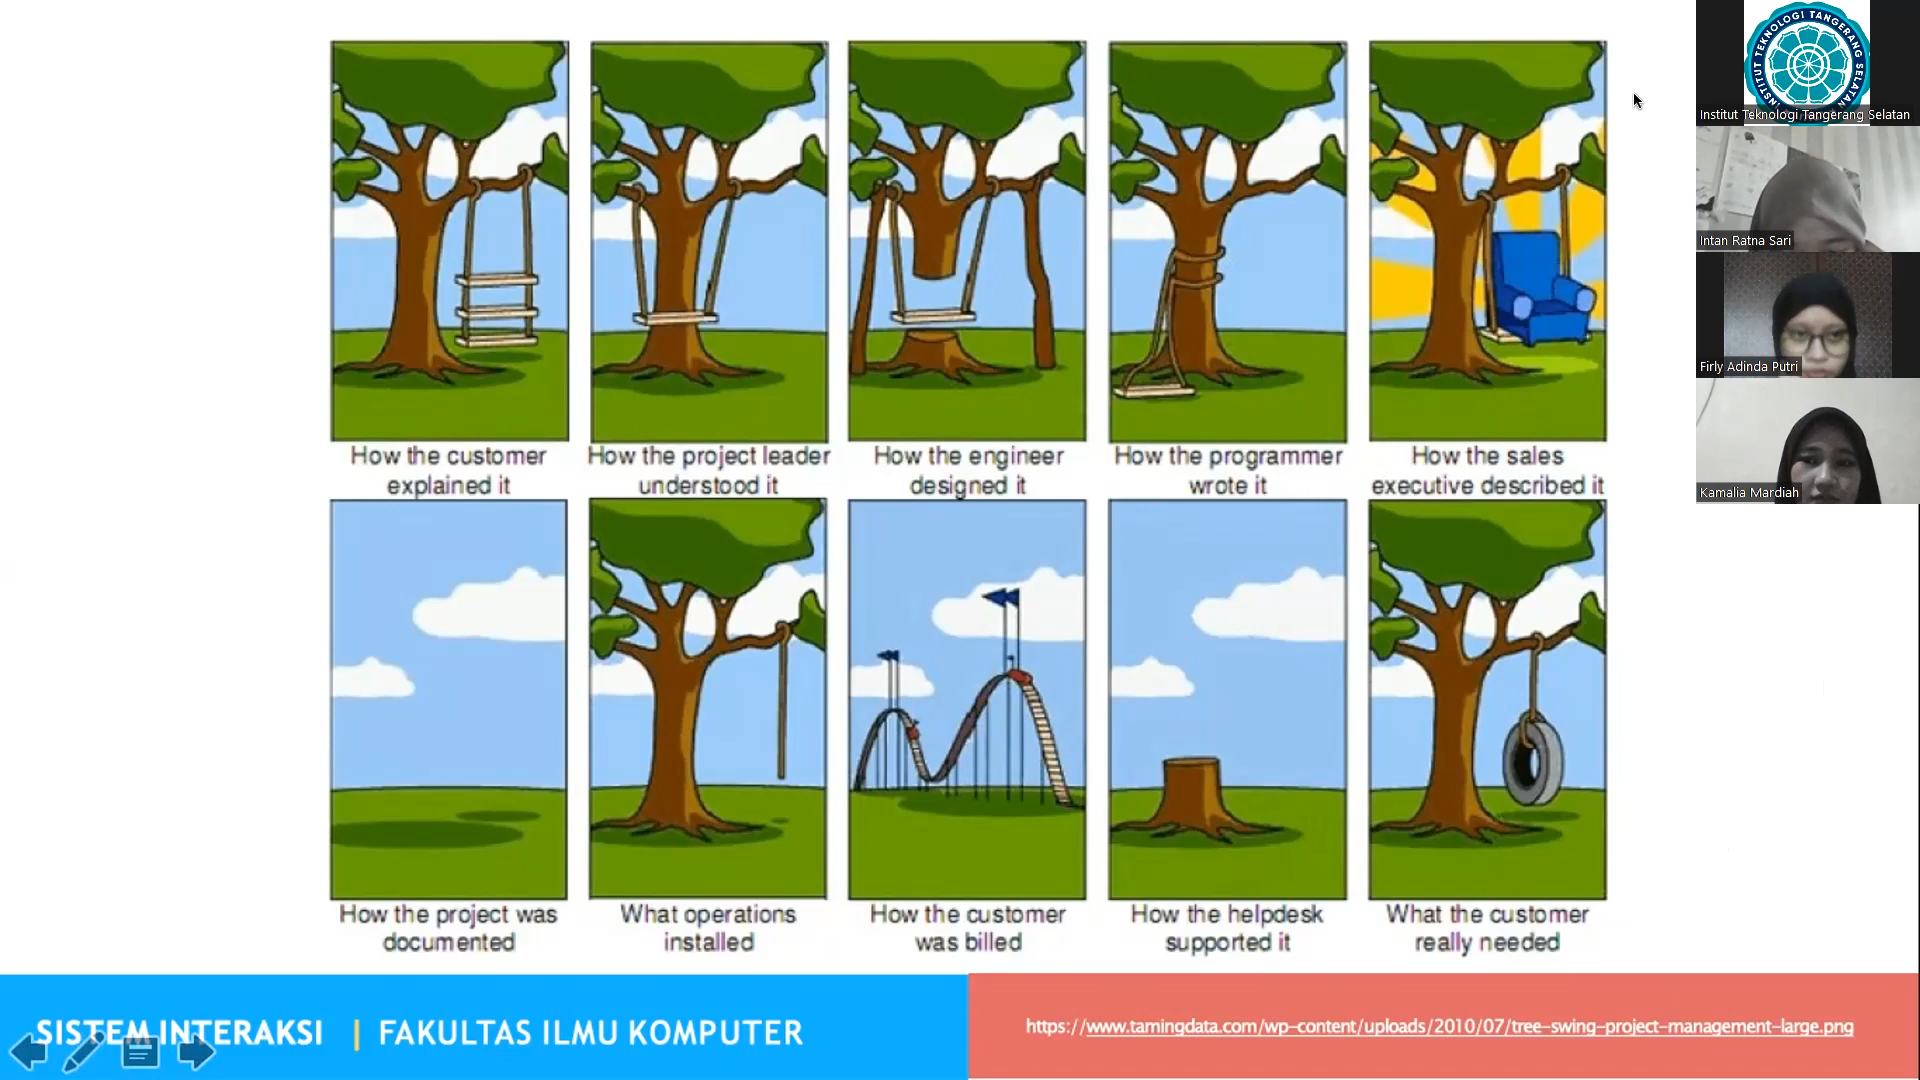 How the customer
explained it
How the project leader
understood it
How the engineer
designed it
How the programmer
wrote it
How the sales
executive described it
How the project was
documented
What operations
installed
How the customer
was billed
How the helpdesk
supported it
What the customer
really needed
SISTEM INTERAKSI | FAKULTAS ILMU KOMPUTER
https://www.tamingdata.com/wp-content/uploads/2010/07/tree-swing-project-management-large.png
INSTITUT TEKNOLOGI TANGERANG SELATAN
Institut Teknologi Tangerang Selatan
Intan Ratna Sari
Firly Adinda Putri
Kamalia Mardiah